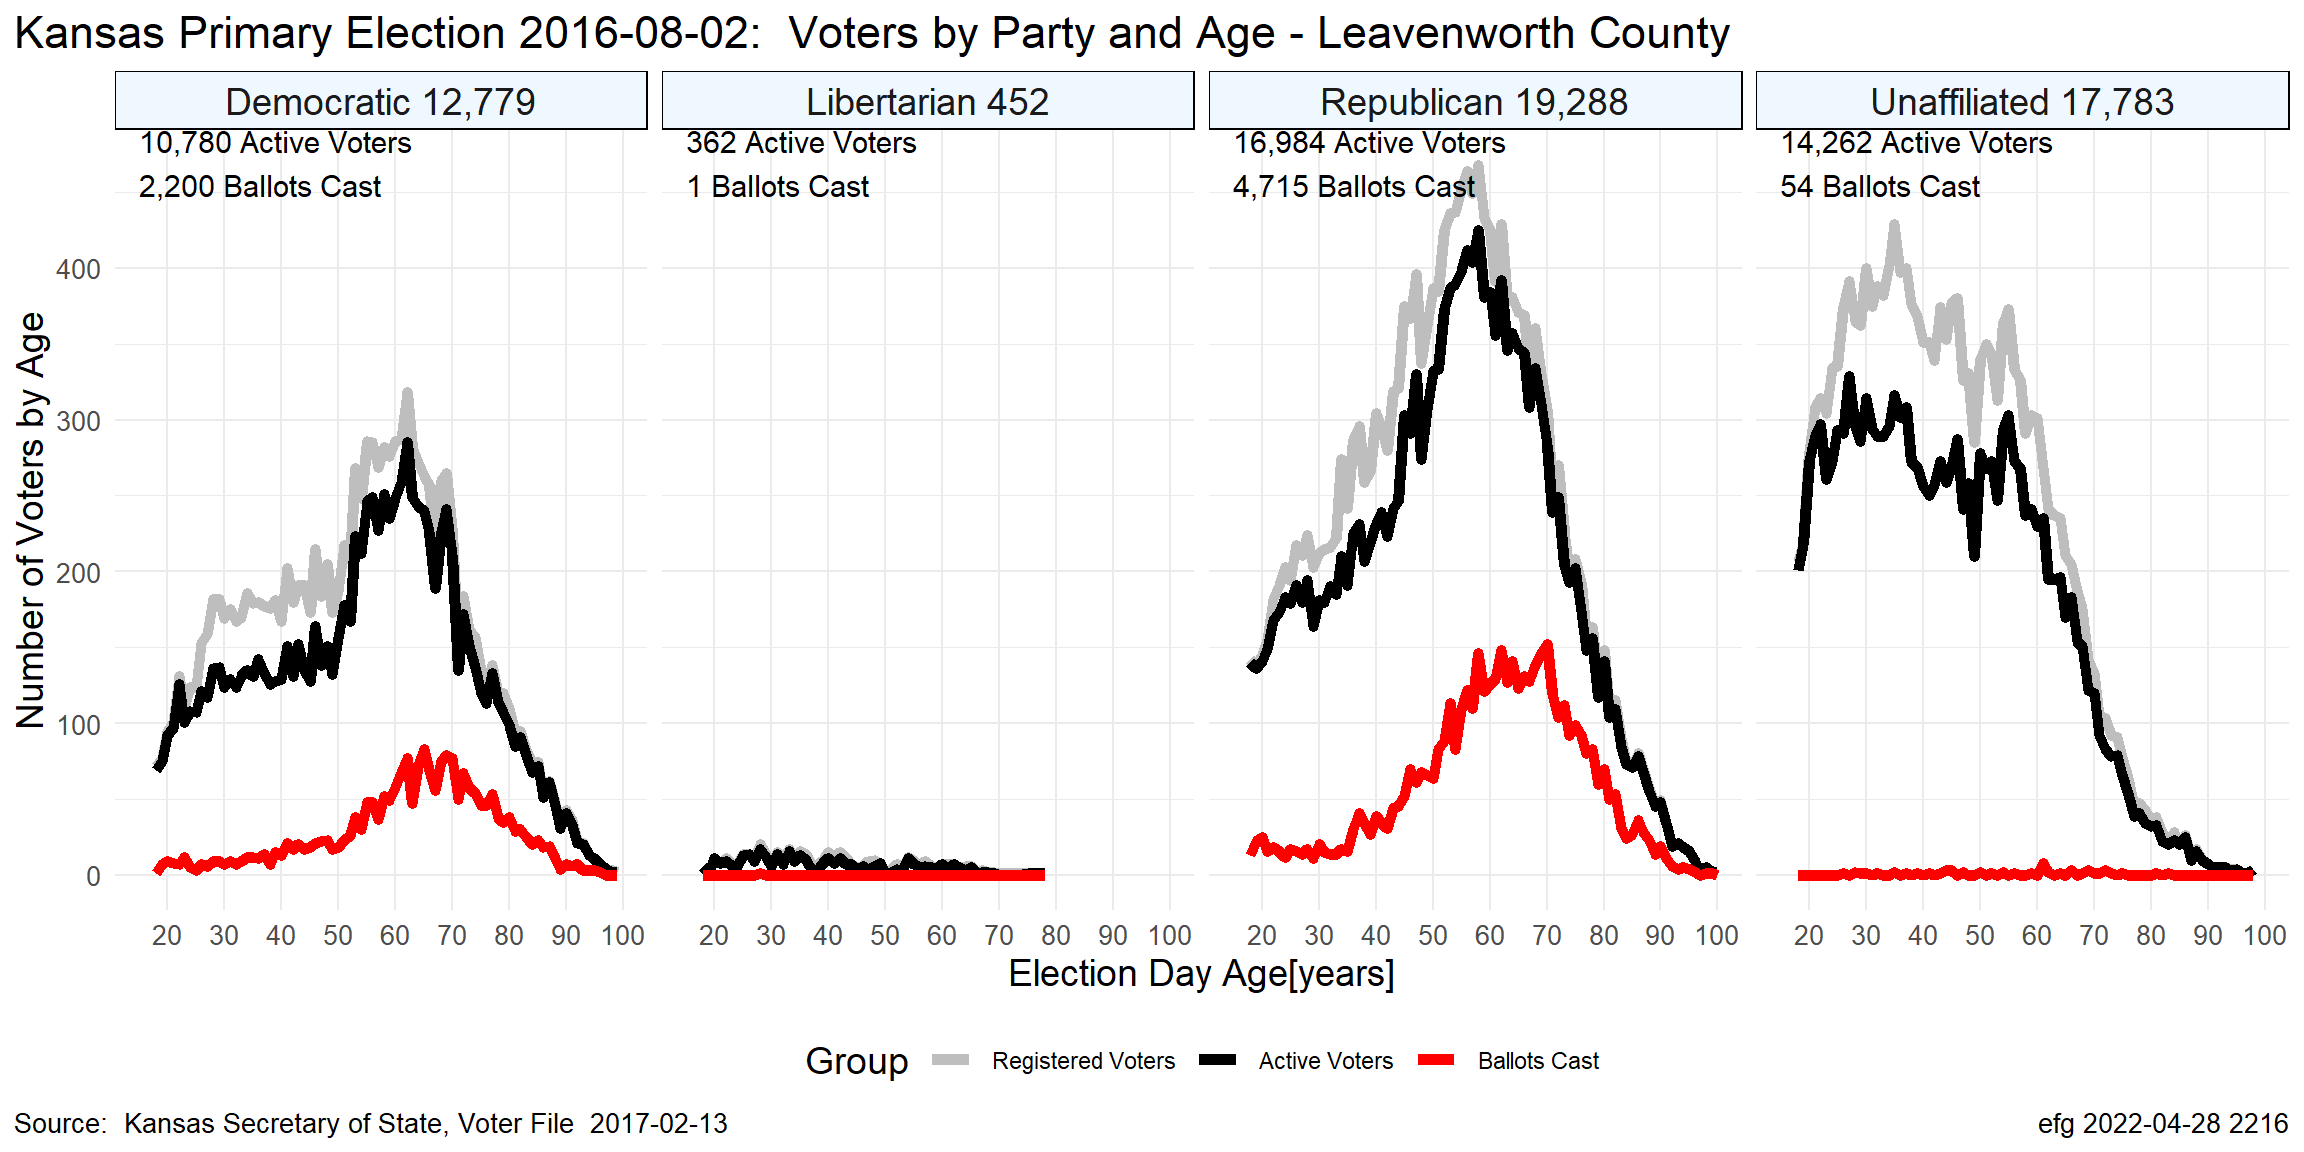 Kansas Primary Election 2016-08-02:  Voters by Party and Age - Leavenworth County
Democratic 12,779
Libertarian 452
Republican 19,288
Unaffiliated 17,783
10,780 Active Voters
2,200 Ballots Cast
362 Active Voters
1 Ballots Cast
16,984 Active Voters
4,715 Ballots Cast
14,262 Active Voters
54 Ballots Cast
Number of Voters by Age
400
300
200
100
0
20 30 40 50 60 70 80 90 100
20 30 40 50 60 70 80 90 100
20 30 40 50 60 70 80 90 100
20 30 40 50 60 70 80 90 100
Election Day Age[years]
Group Registered Voters Active Voters Ballots Cast
Source:  Kansas Secretary of State, Voter File  2017-02-13
efg 2022-04-28 2216